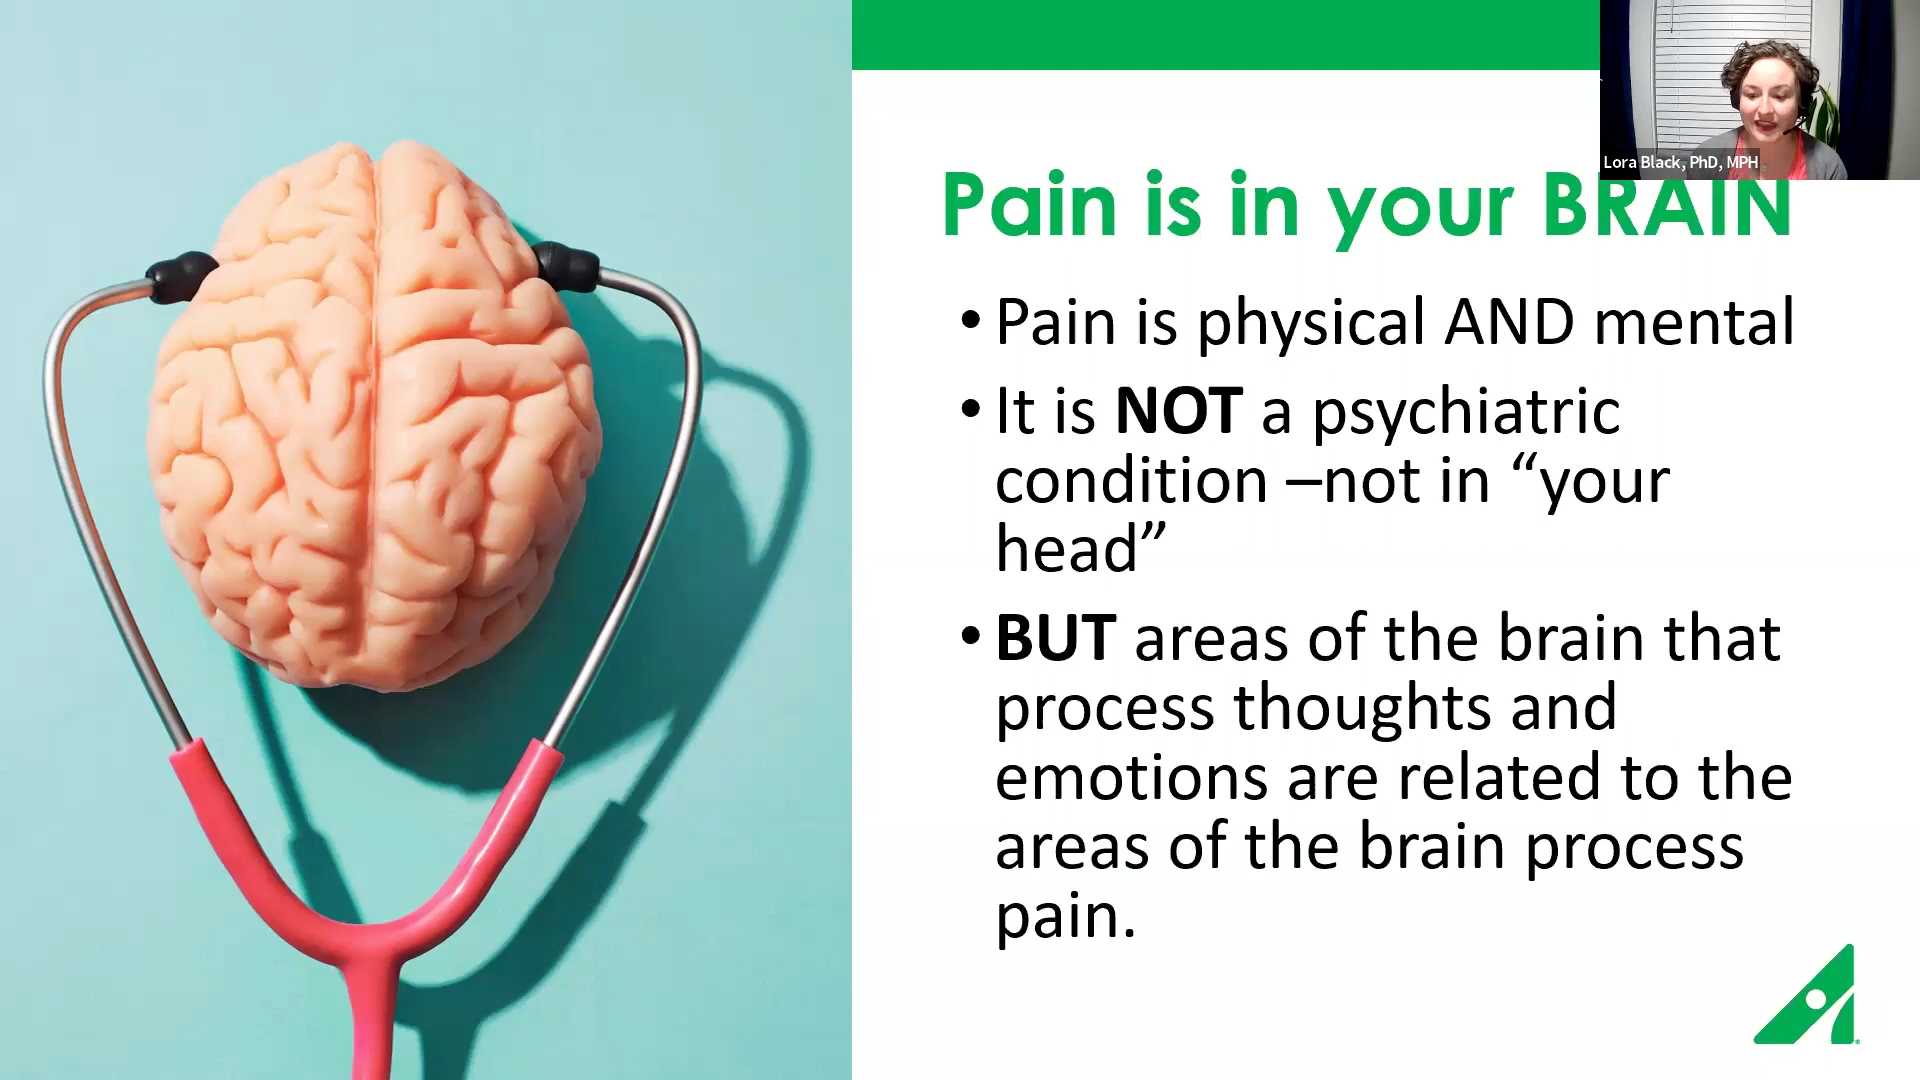 Lora Black, PhD, MPH
Pain is in your BRAIN
• Pain is physical AND mental
• It is NOT a psychiatric
condition –not in “your
head”
• BUT areas of the brain that
process thoughts and
emotions are related to the
areas of the brain process
pain.